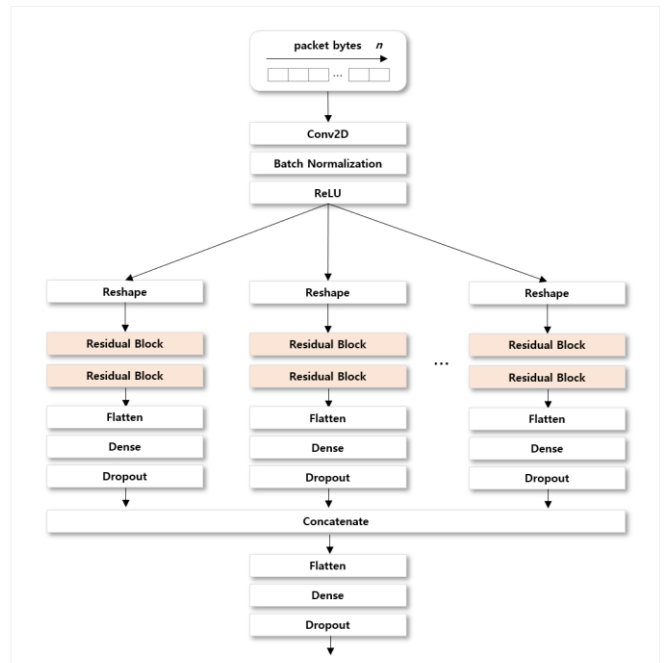 packet bytes n
...
Conv2D
Batch Normalization
ReLU
Reshape Reshape Reshape
Residual Block Residual Block Residual Block
...
Residual Block Residual Block Residual Block
Flatten Flatten Flatten
Dense Dense Dense
Dropout Dropout Dropout
Concatenate
Flatten
Dense
Dropout